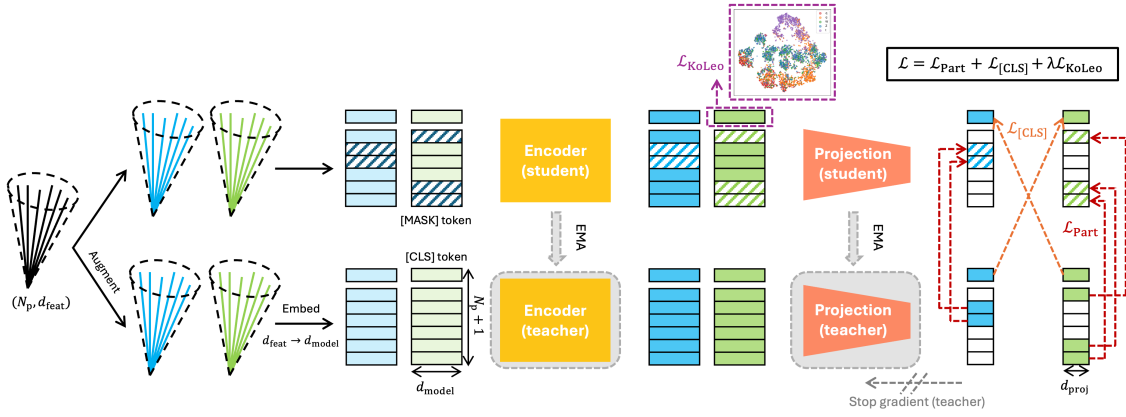 ℒ_KoLeo
ℒ = ℒ_Part + ℒ_[CLS] + λℒ_KoLeo
(N_p, d_feat)
Augment
[MASK] token
Encoder
(student)
Projection
(student)
ℒ_[CLS]
EMA
EMA
ℒ_Part
[CLS] token
Embed
d_feat → d_model
N_p + 1
Encoder
(teacher)
Projection
(teacher)
d_model
d_proj
Stop gradient (teacher)